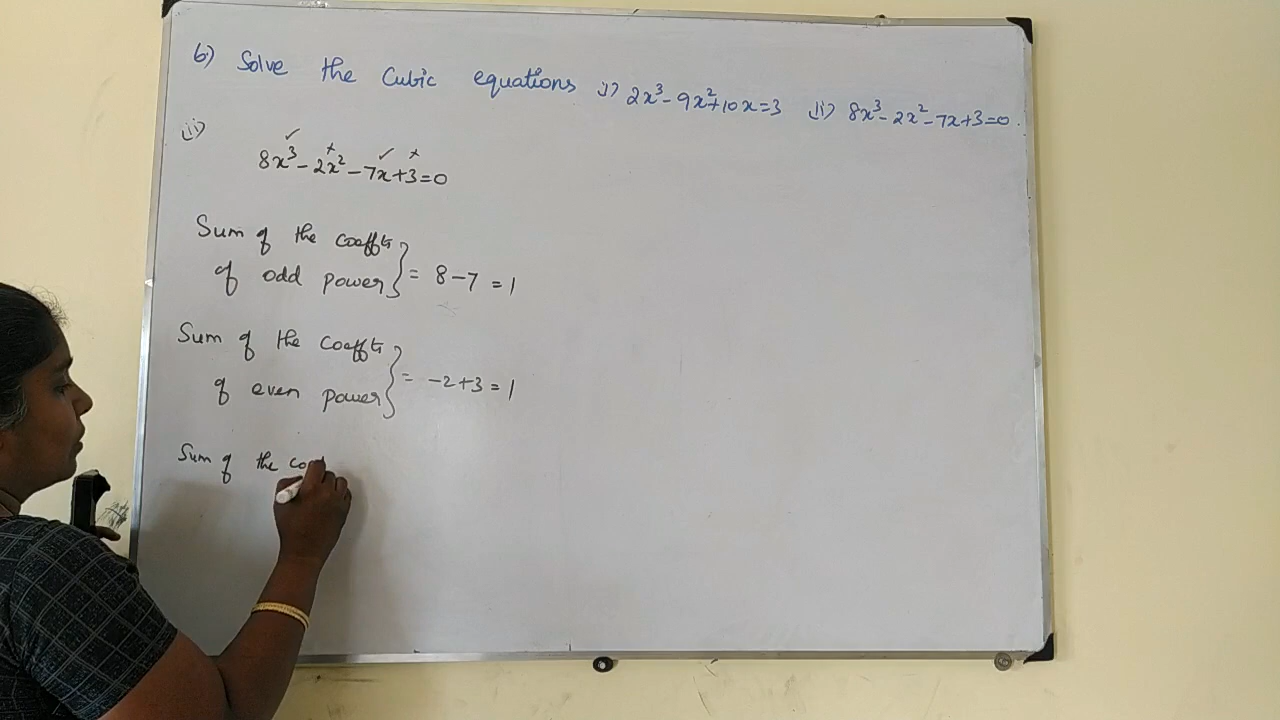 6) Solve the Cubic equations i) 2x³-9x²+10x=3 ii) 8x³-2x²-7x+3=0.
ii)
8x³-2x²-7x+3=0
Sum of the coeffts
of odd power } = 8-7 = 1
Sum of the coeffts
of even power } = -2+3 = 1
Sum of the